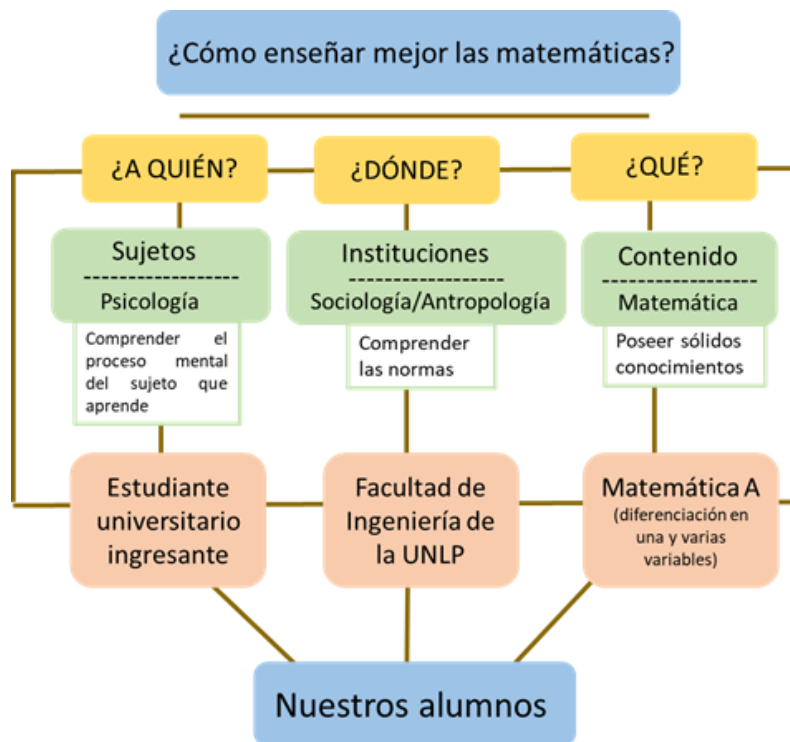 ¿Cómo enseñar mejor las matemáticas?
¿A QUIÉN?
¿DÓNDE?
¿QUÉ?
Sujetos
Psicología
Comprender el
proceso mental
del sujeto que
aprende
Instituciones
Sociología/Antropología
Comprender
las normas
Contenido
Matemática
Poseer sólidos
conocimientos
Estudiante
universitario
ingresante
Facultad de
Ingeniería de
la UNLP
Matemática A
(diferenciación en
una y varias
variables)
Nuestros alumnos